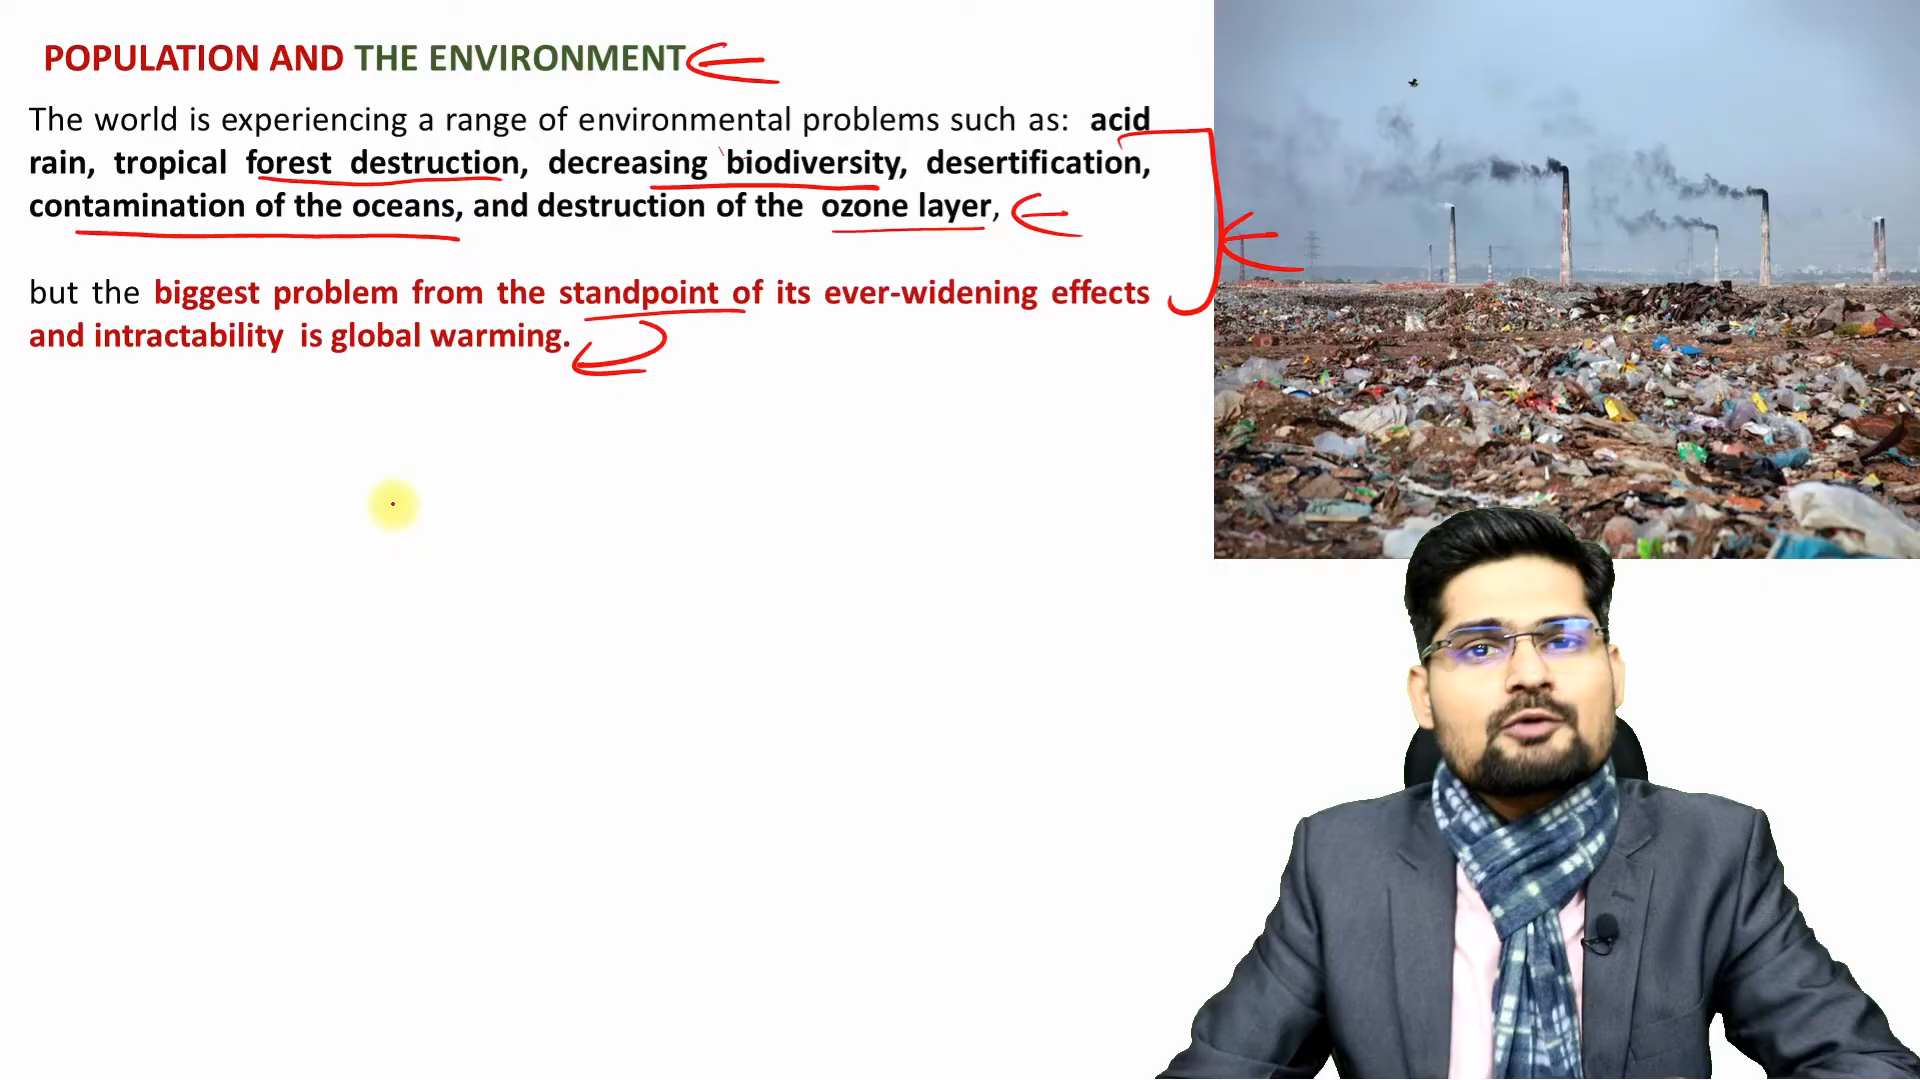 POPULATION AND THE ENVIRONMENT
The world is experiencing a range of environmental problems such as: acid
rain, tropical forest destruction, decreasing biodiversity, desertification,
contamination of the oceans, and destruction of the ozone layer,
but the biggest problem from the standpoint of its ever-widening effects
and intractability is global warming.